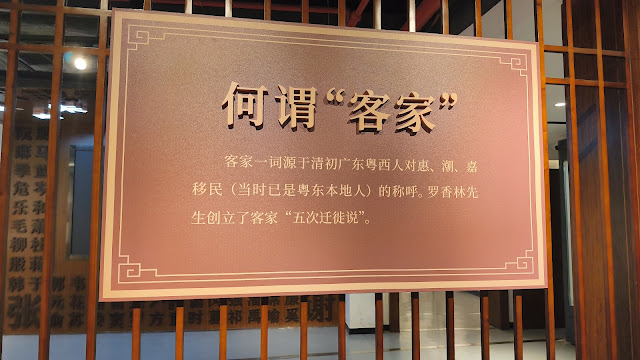 何谓“客家”
客家一词源于清初广东粤西人对惠、潮、嘉
移民（当时已是粤东本地人）的称呼。罗香林先
生创立了客家“五次迁徙说”。